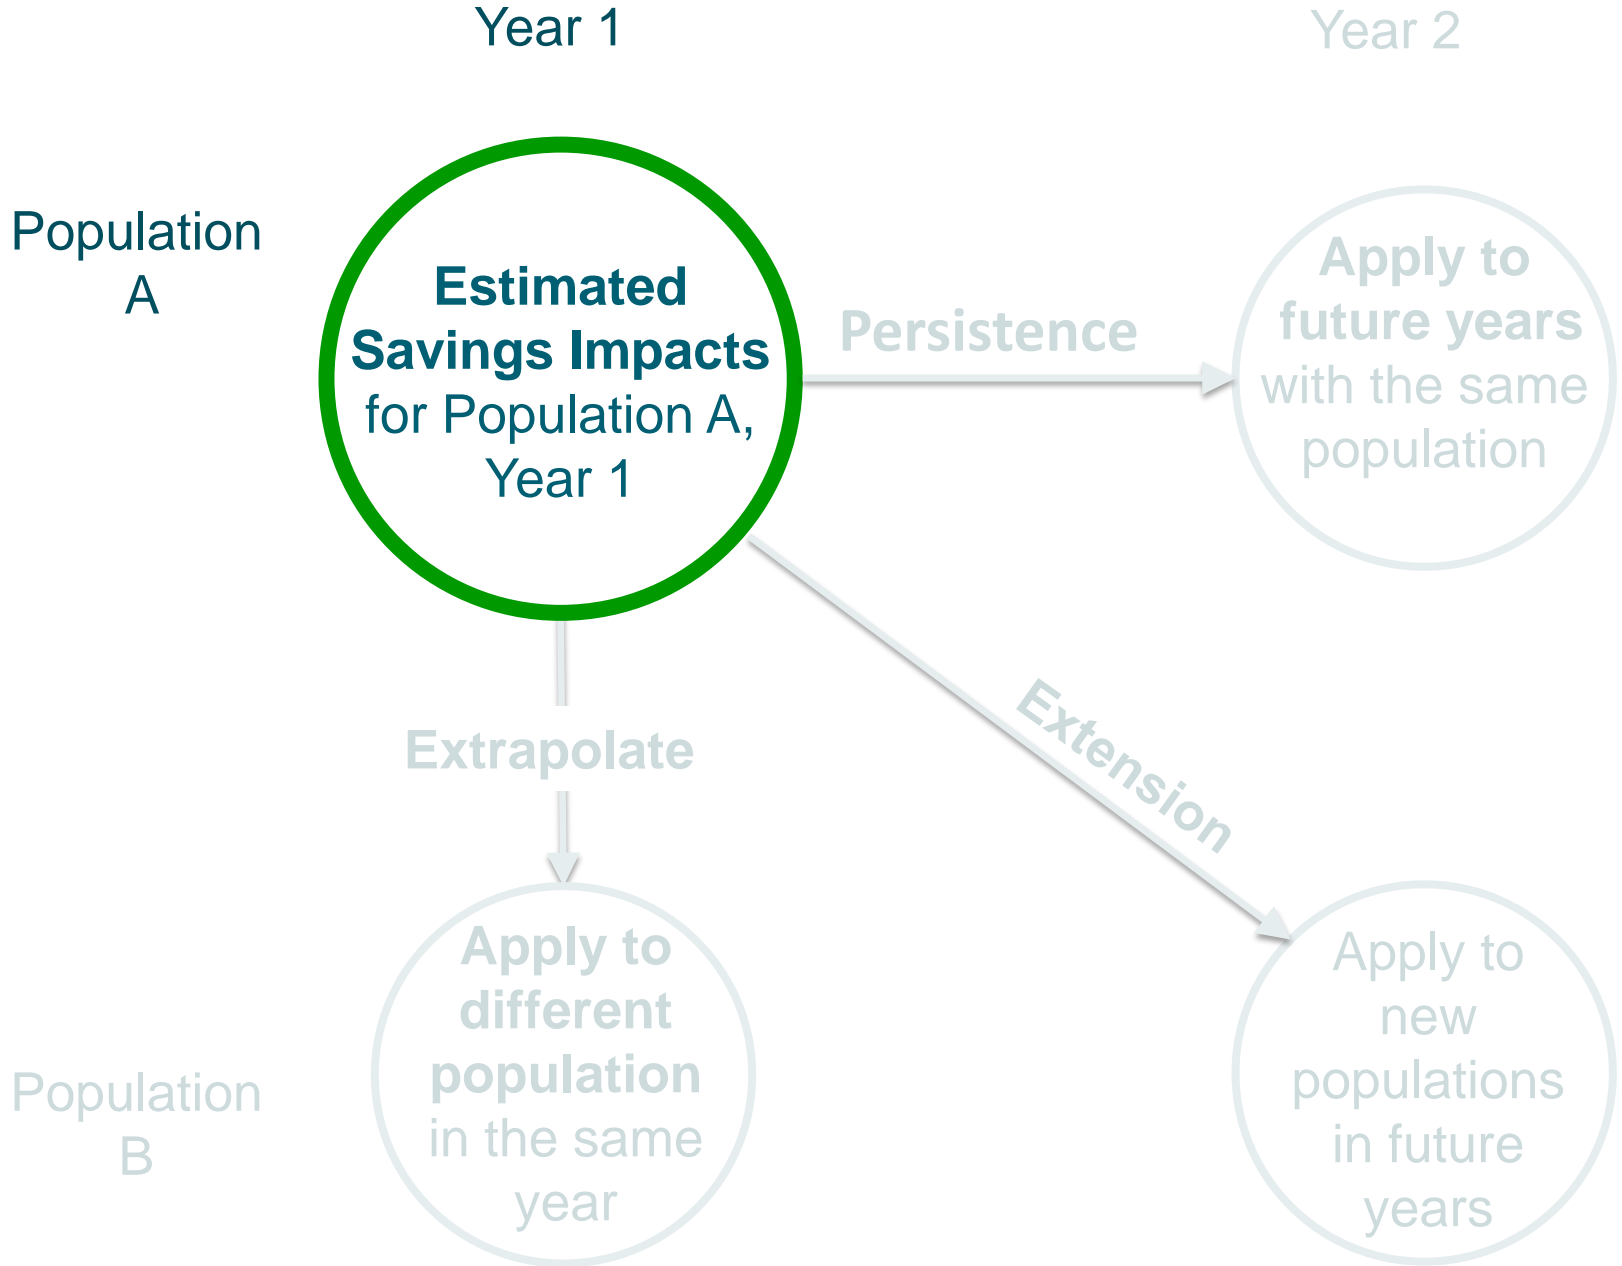 Year 1
Year 2
Population
A
Estimated
Savings Impacts
for Population A,
Year 1
Persistence
Apply to
future years
with the same
population
Extrapolate
Extension
Population
B
Apply to
different
population
in the same
year
Apply to
new
populations
in future
years